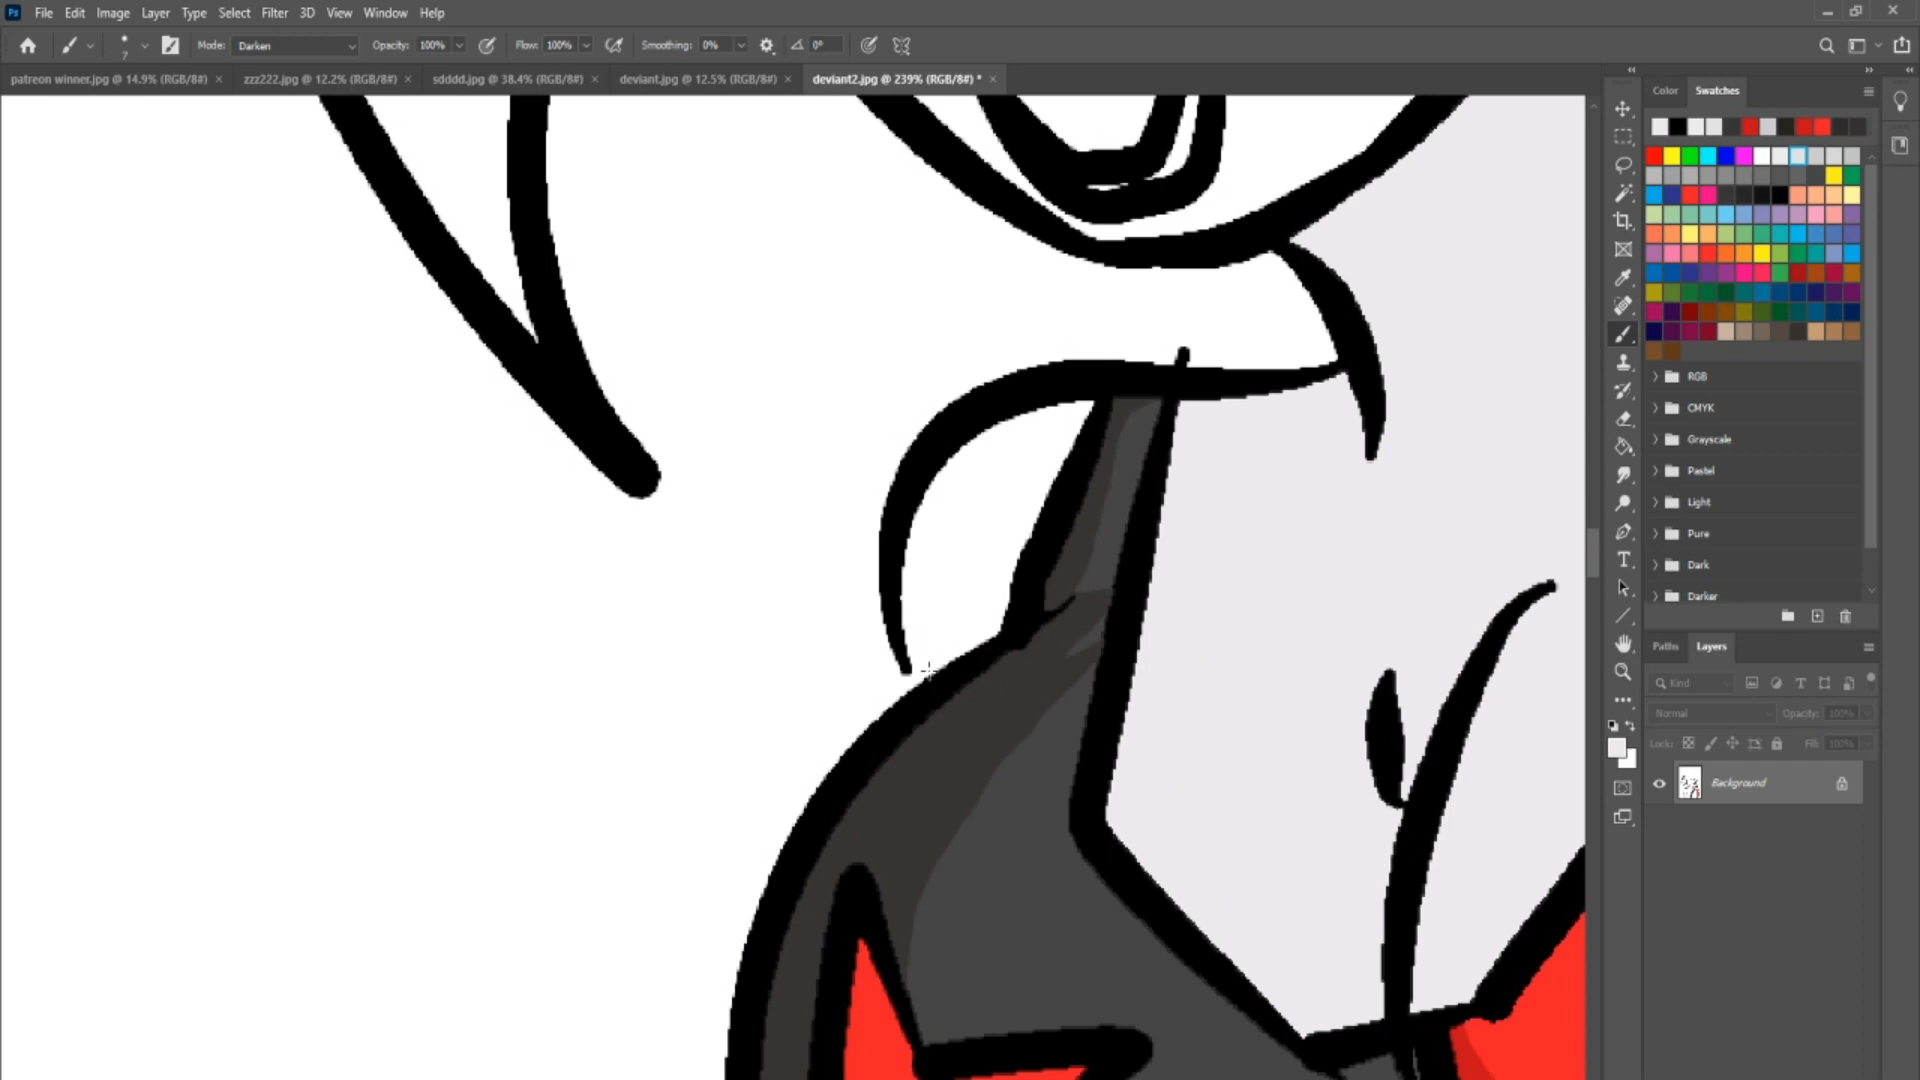 Ps File Edit Image Layer Type Select Filter 3D View Window Help
7 Mode: Darken Opacity: 100% Flow: 100% Smoothing: 0% 0°
patreon winner.jpg @ 14.9% (RGB/8#) × zzz222.jpg @ 12.2% (RGB/8#) × sdddd.jpg @ 38.4% (RGB/8#) × deviant.jpg @ 12.5% (RGB/8#) × deviant2.jpg @ 239% (RGB/8#) * ×
Color Swatches
RGB
CMYK
Grayscale
Pastel
Light
Pure
Dark
Darker
Paths Layers
Kind
Normal Opacity: 100%
Lock: Fill: 100%
Background